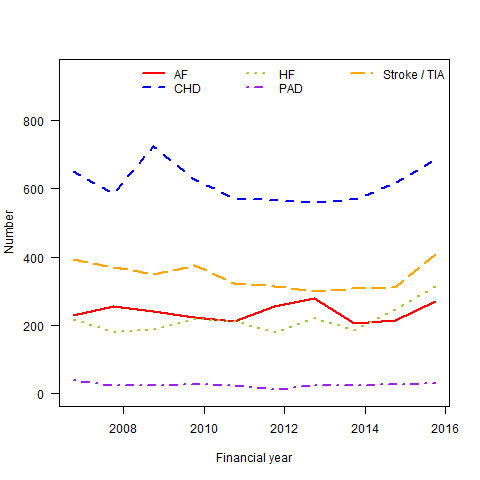 AF HF Stroke / TIA
CHD PAD
800
600
400
200
0
Number
2008 2010 2012 2014 2016
Financial year